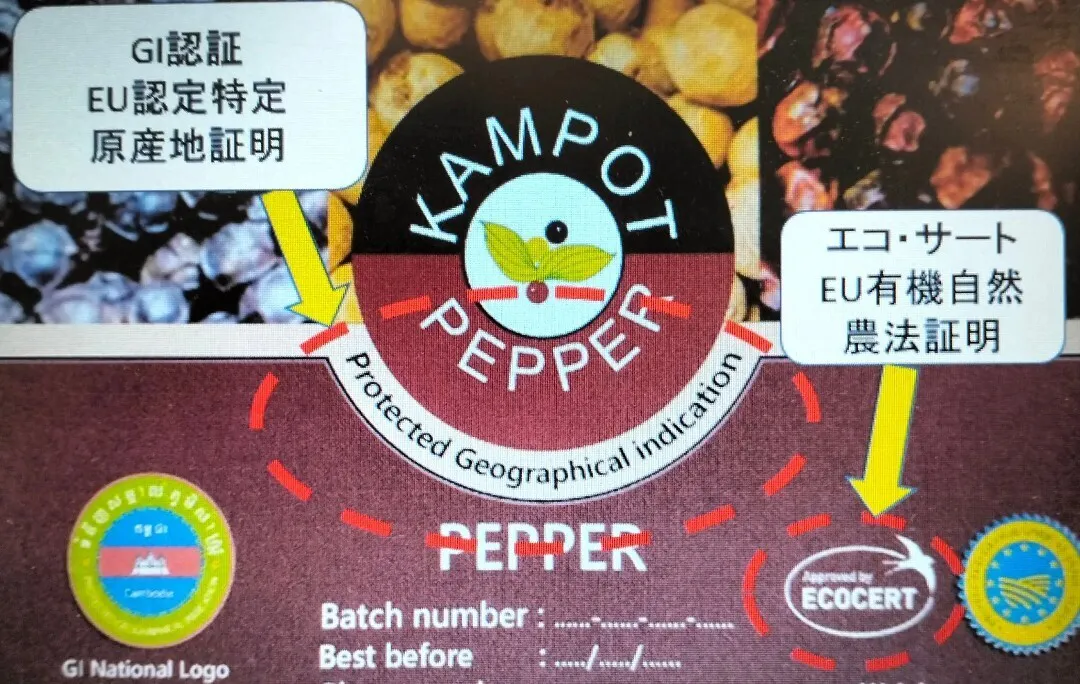 GI認証
EU認定特定
原産地証明
KAMPOT
PEPPER
Protected Geographical indication
エコ・サート
EU有機自然
農法証明
PEPPER
Approved by
ECOCERT
Cambodia
Batch number : ......-......-......-......
Best before : ...../...../......
GI National Logo